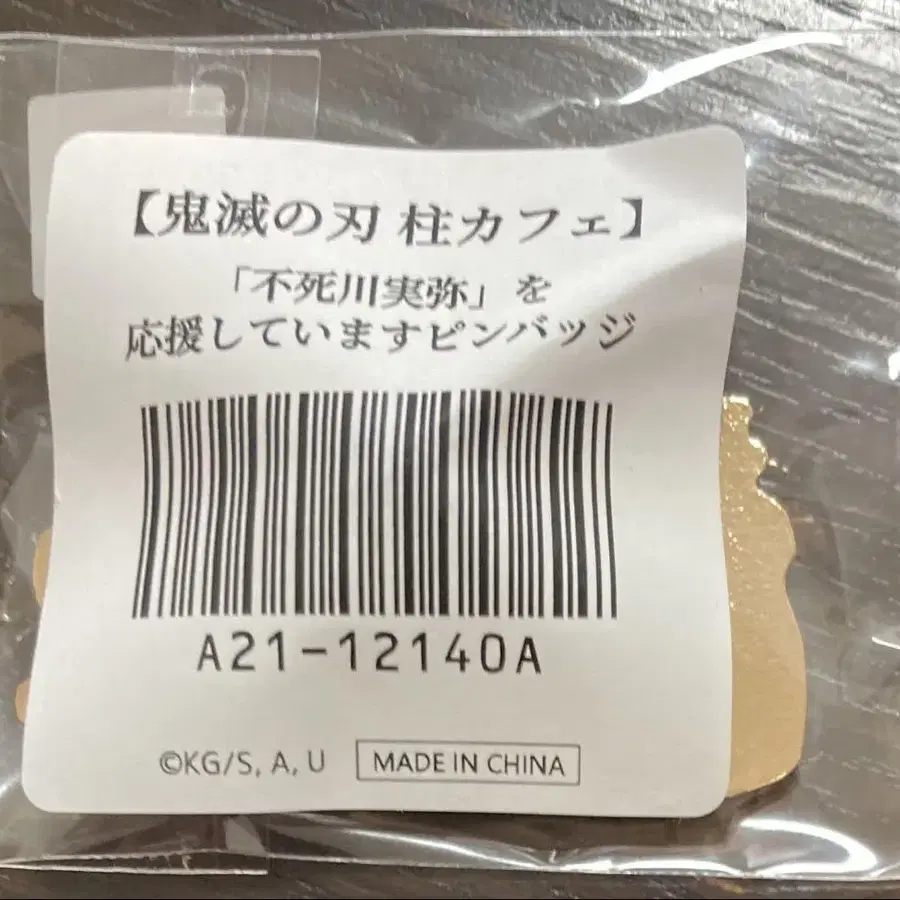 【鬼滅の刃 柱カフェ】
「不死川実弥」を
応援していますピンバッジ
A21-12140A
©KG/S, A, U
MADE IN CHINA